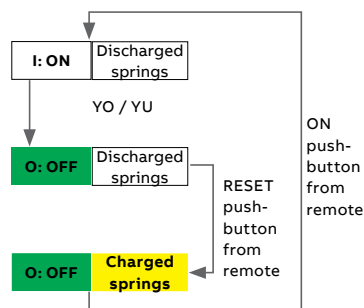 I: ON
Discharged
springs
YO / YU
O: OFF
Discharged
springs
RESET
push-
button
from
remote
ON
push-
button
from
remote
O: OFF
Charged
springs